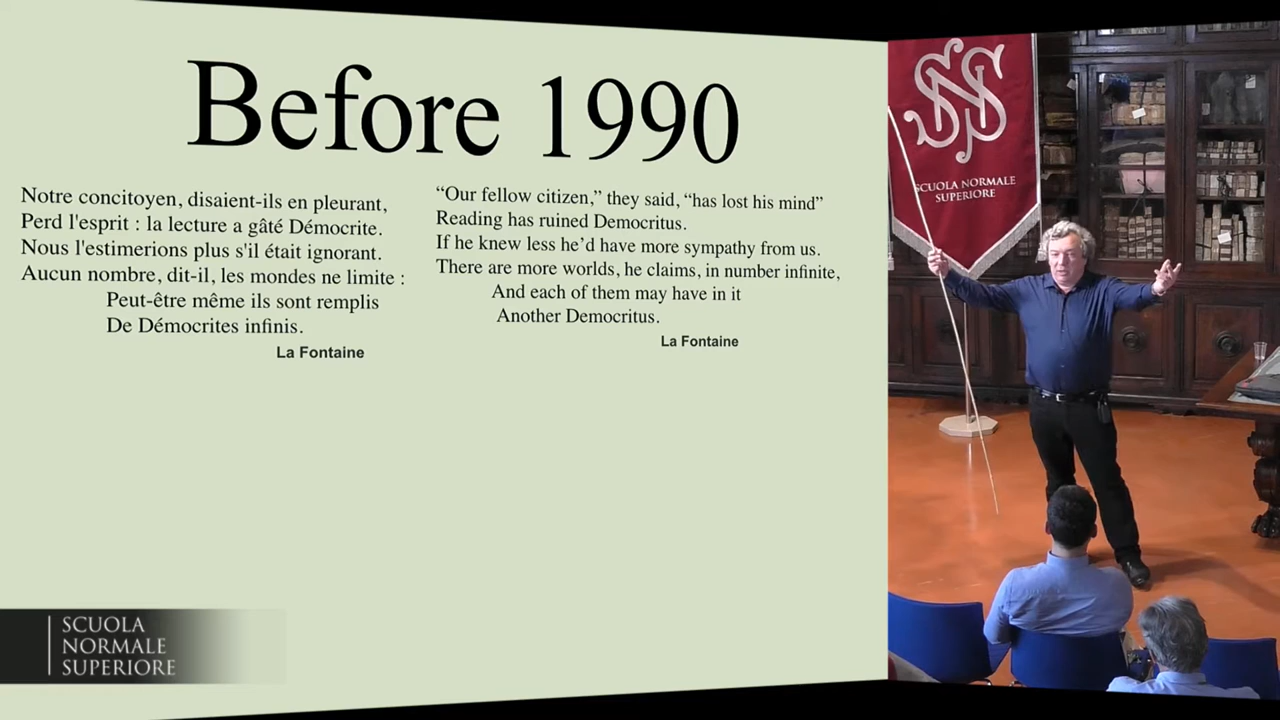 Before 1990
Notre concitoyen, disaient-ils en pleurant,
Perd l'esprit : la lecture a gâté Démocrite.
Nous l'estimerions plus s'il était ignorant.
Aucun nombre, dit-il, les mondes ne limite :
Peut-être même ils sont remplis
De Démocrites infinis.
La Fontaine
“Our fellow citizen,” they said, “has lost his mind”
Reading has ruined Democritus.
If he knew less he’d have more sympathy from us.
There are more worlds, he claims, in number infinite,
And each of them may have in it
Another Democritus.
La Fontaine
SNS
SCUOLA NORMALE
SUPERIORE
SCUOLA
NORMALE
SUPERIORE